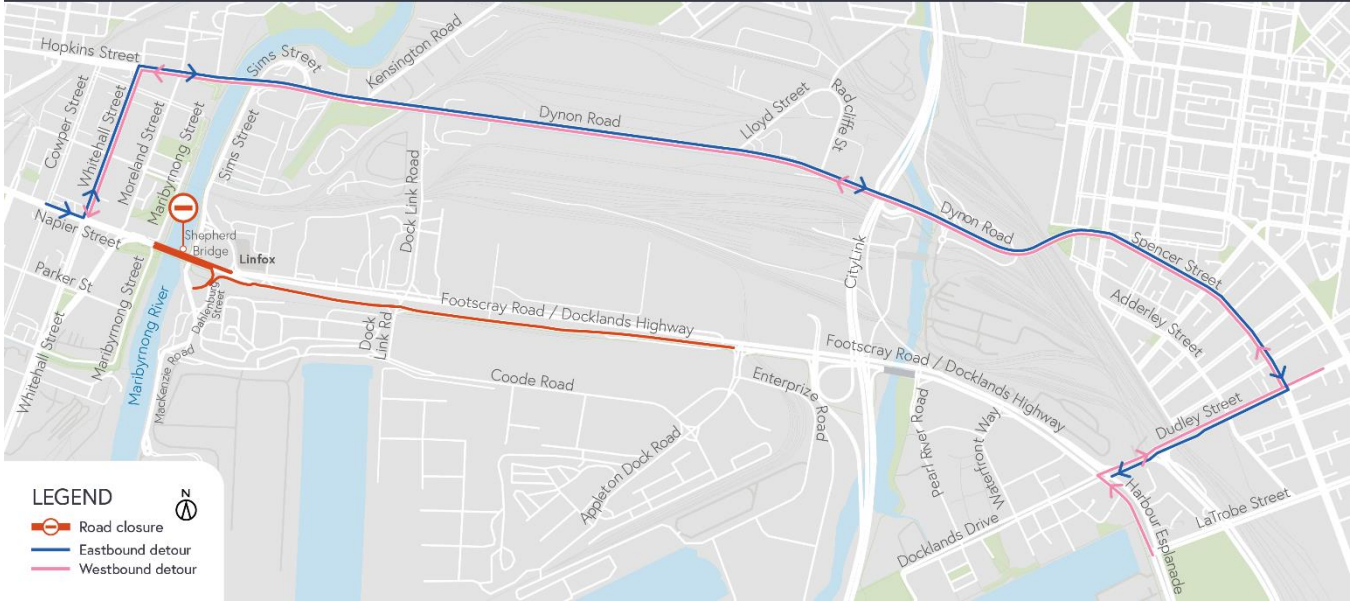 Hopkins Street
Sims Street
Kensington Road
Cowper Street
Whitehall Street
Moreland Street
Maribyrnong Street
Sims Street
Dynon Road
Lloyd Street
Radcliffe St
Dock Link Road
Napier Street
Shepherd
Bridge
Linfox
CityLink
Dynon Road
Spencer Street
Adderley Street
Parker St
Maribyrnong Street
Maribyrnong River
Dahlenburg
Street
Footscray Road / Docklands Highway
Dock
Link Rd
Footscray Road / Docklands Highway
Whitehall Street
MacKenzie Road
Coode Road
Enterprize Road
Appleton Dock Road
Pearl River Road
Waterfront Way
Dudley Street
Docklands Drive
Harbour Esplanade
LaTrobe Street
LEGEND
N
Road closure
Eastbound detour
Westbound detour